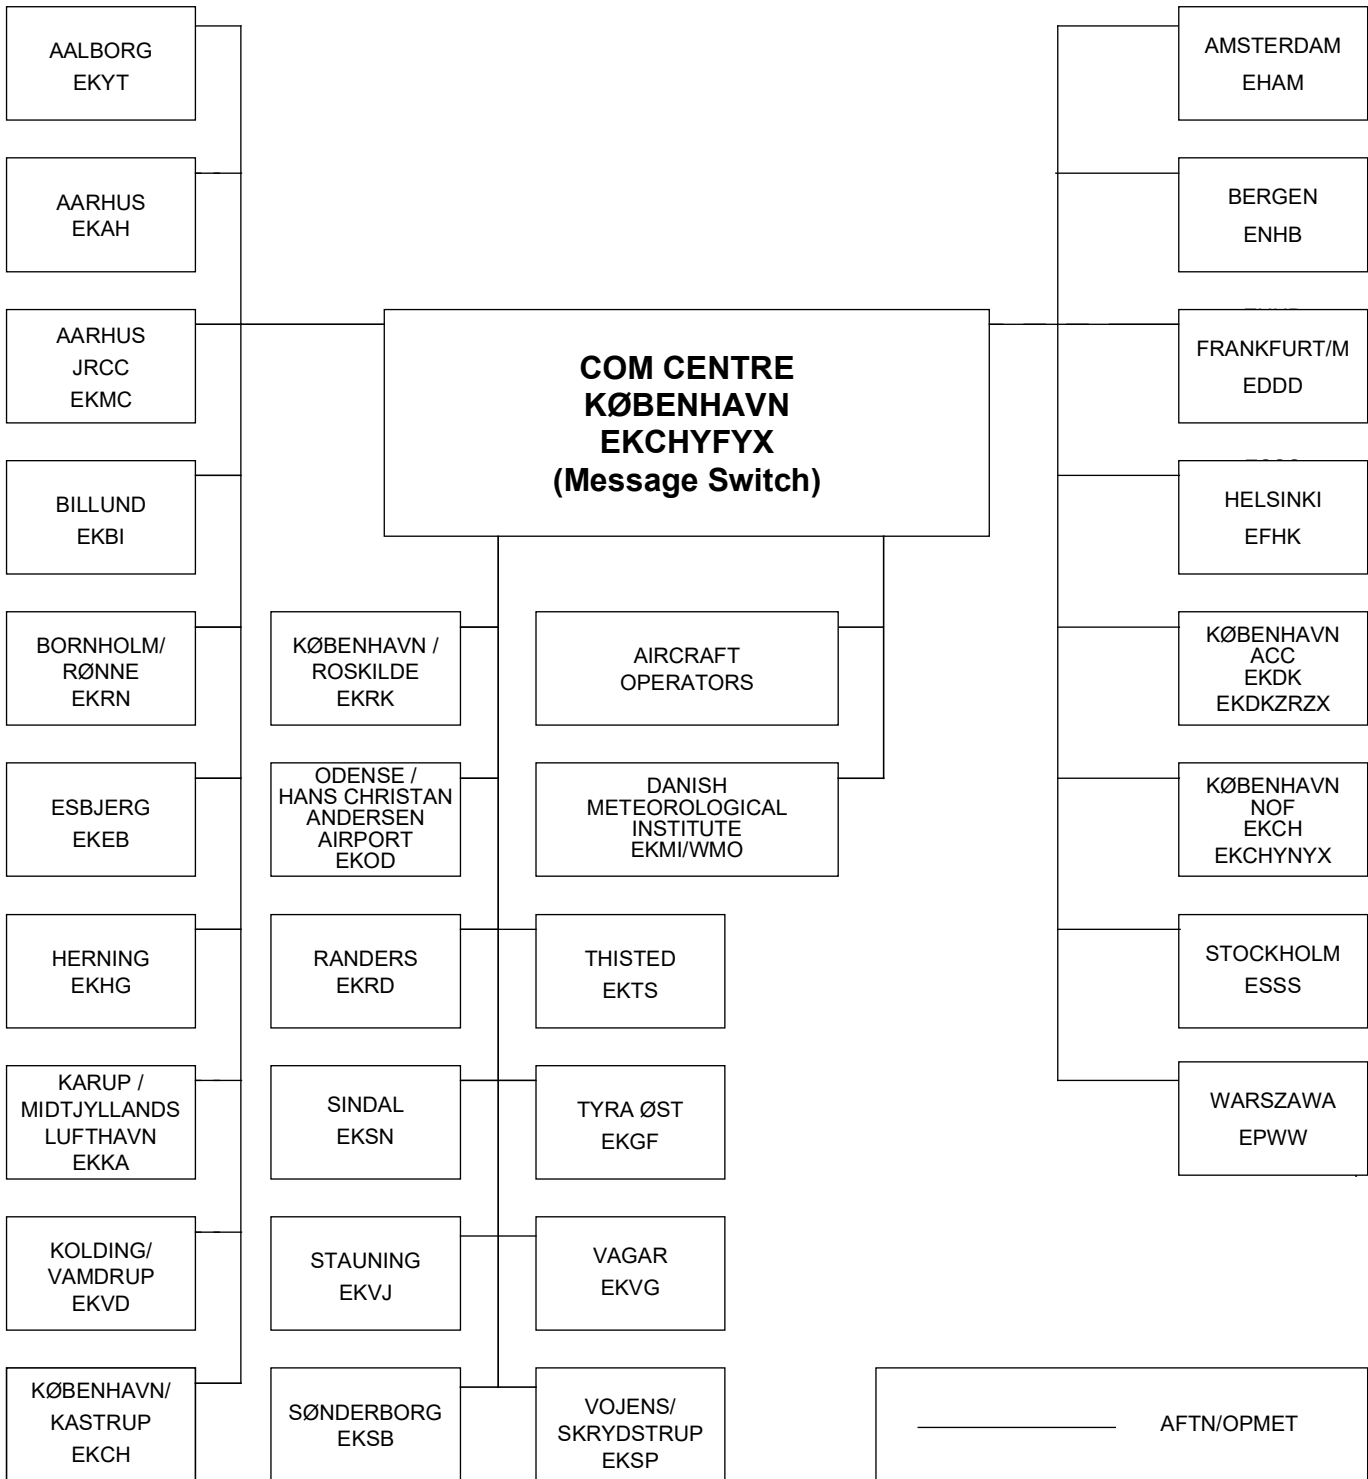 AALBORG
EKYT
AARHUS
EKAH
AARHUS
JRCC
EKMC
BILLUND
EKBI
BORNHOLM/
RØNNE
EKRN
ESBJERG
EKEB
HERNING
EKHG
KARUP /
MIDTJYLLANDS
LUFTHAVN
EKKA
KOLDING/
VAMDRUP
EKVD
KØBENHAVN/
KASTRUP
EKCH
COM CENTRE
KØBENHAVN
EKCHYFYX
(Message Switch)
KØBENHAVN /
ROSKILDE
EKRK
ODENSE /
HANS CHRISTAN
ANDERSEN
AIRPORT
EKOD
RANDERS
EKRD
SINDAL
EKSN
STAUNING
EKVJ
SØNDERBORG
EKSB
AIRCRAFT
OPERATORS
DANISH
METEOROLOGICAL
INSTITUTE
EKMI/WMO
THISTED
EKTS
TYRA ØST
EKGF
VAGAR
EKVG
VOJENS/
SKRYDSTRUP
EKSP
AMSTERDAM
EHAM
BERGEN
ENHB
FRANKFURT/M
EDDD
HELSINKI
EFHK
KØBENHAVN
ACC
EKDK
EKDKZRZX
KØBENHAVN
NOF
EKCH
EKCHYNYX
STOCKHOLM
ESSS
WARSZAWA
EPWW
AFTN/OPMET